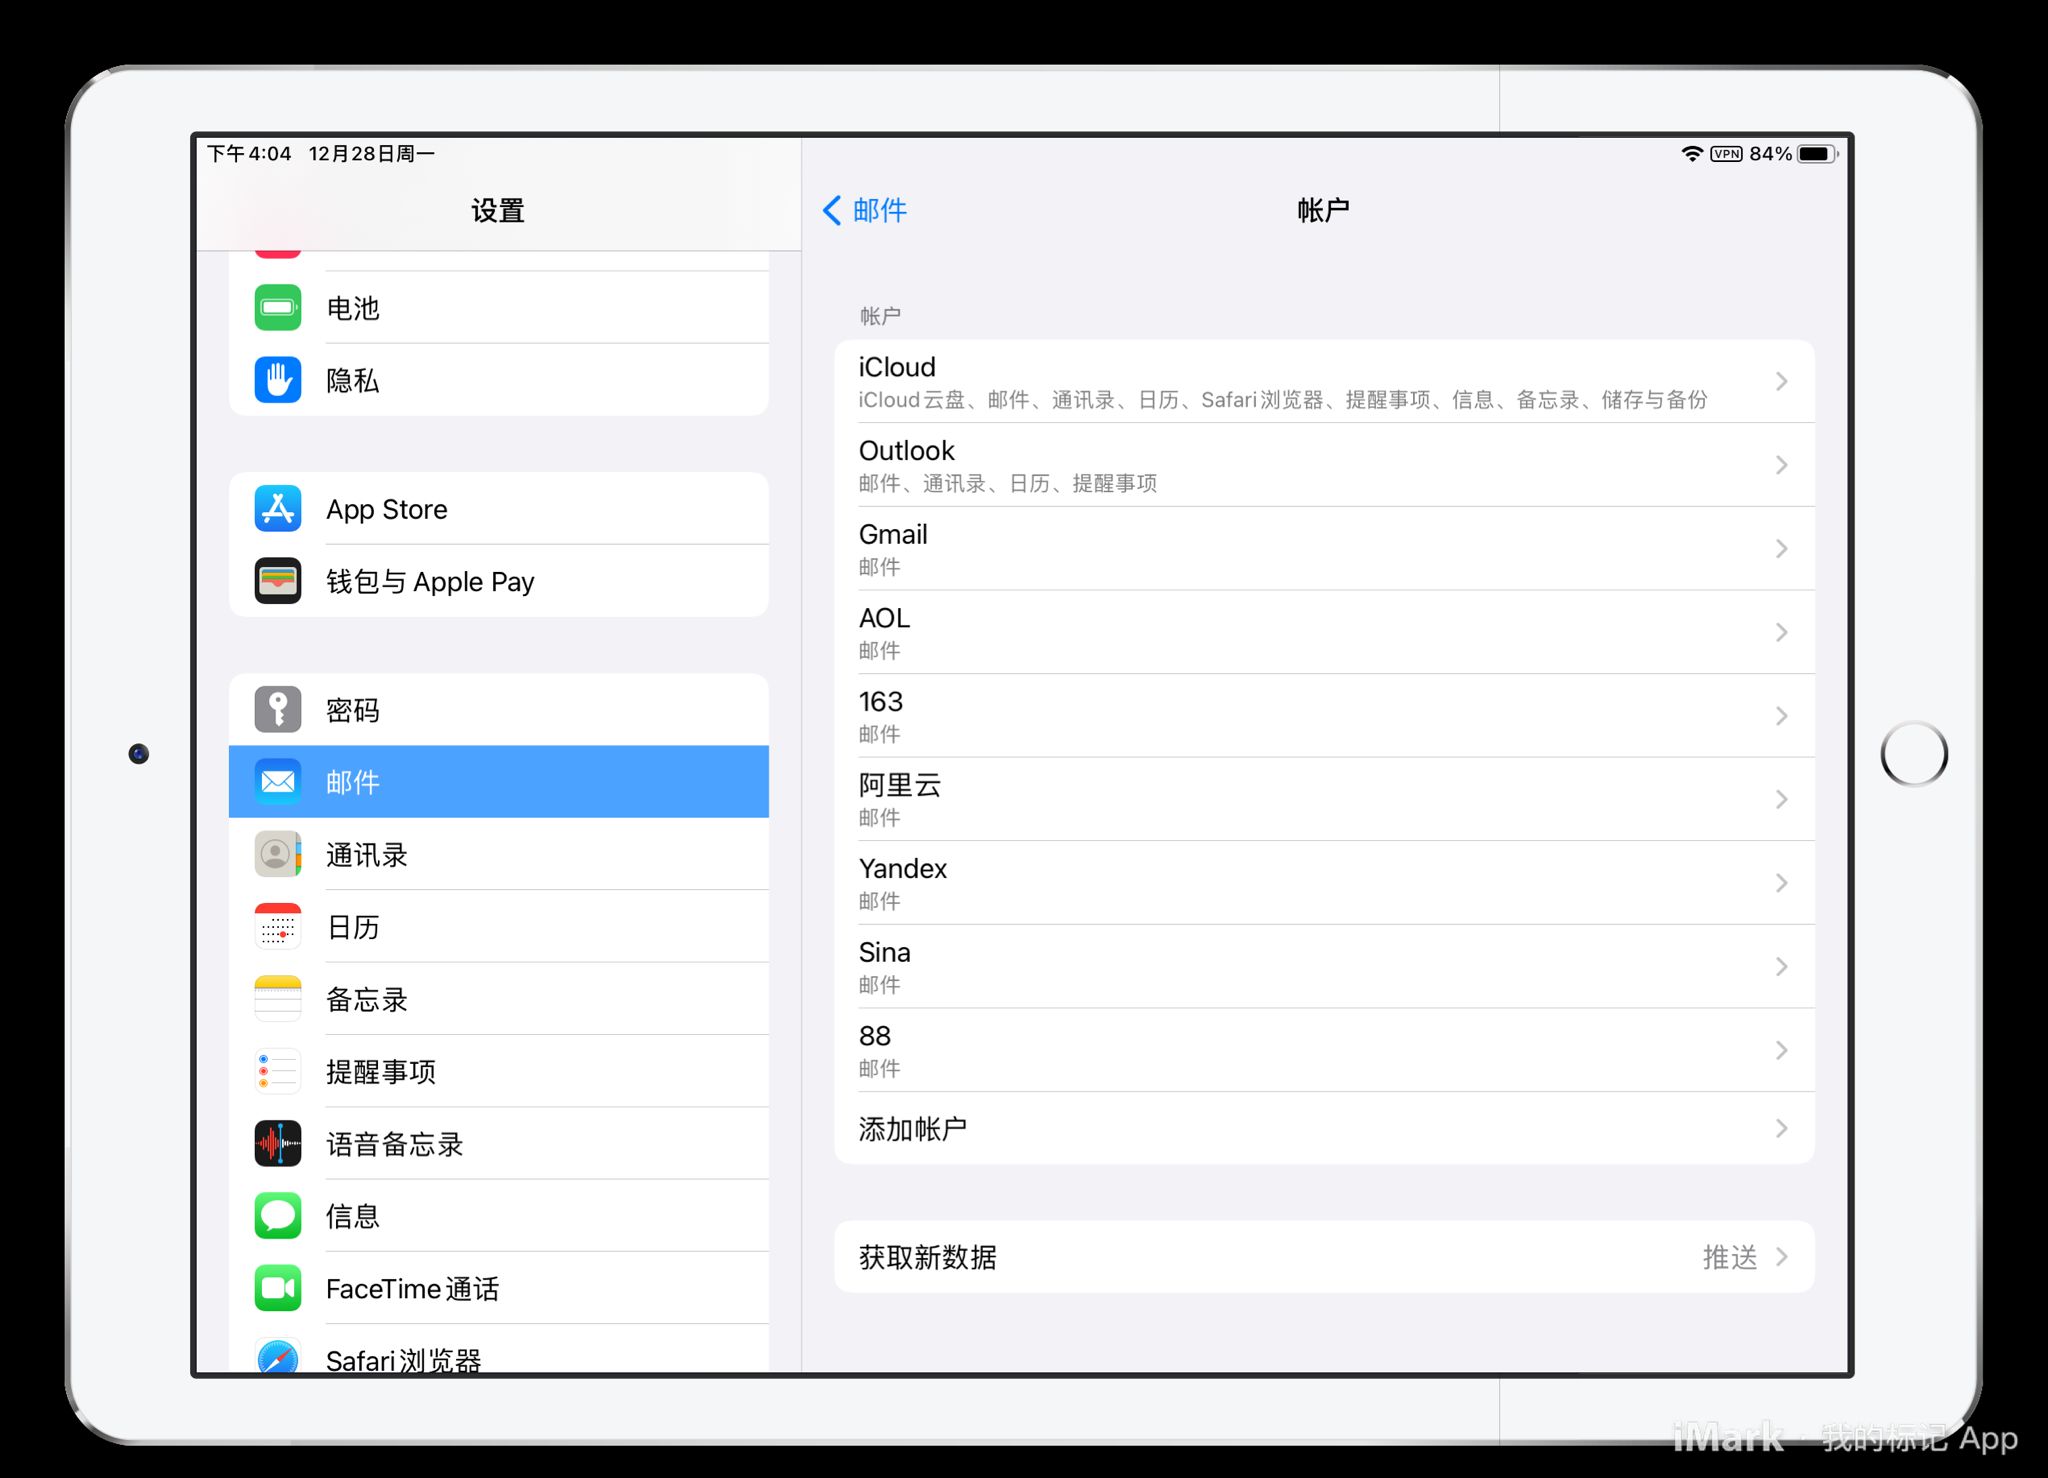 下午4:04 12月28日周一
VPN 84%
设置
邮件
帐户
电池
隐私
App Store
钱包与 Apple Pay
密码
邮件
通讯录
日历
备忘录
提醒事项
语音备忘录
信息
FaceTime通话
Safari浏览器
帐户
iCloud
iCloud云盘、邮件、通讯录、日历、Safari浏览器、提醒事项、信息、备忘录、储存与备份
Outlook
邮件、通讯录、日历、提醒事项
Gmail
邮件
AOL
邮件
163
邮件
阿里云
邮件
Yandex
邮件
Sina
邮件
88
邮件
添加帐户
获取新数据 推送
iMark · 我的标记 App